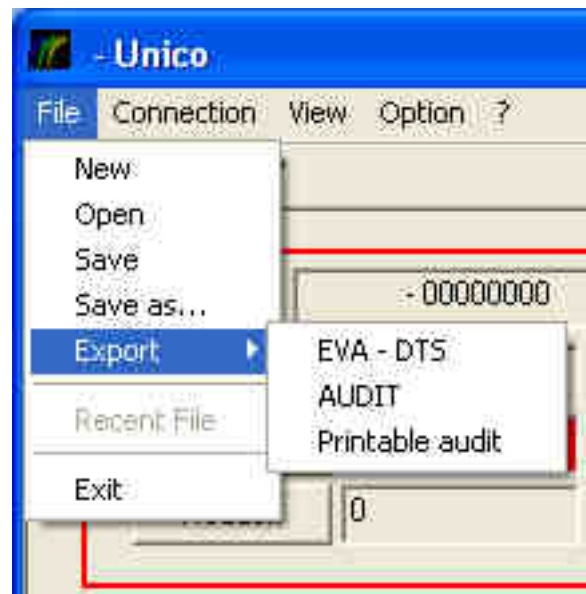 - Unico
File Connection View Option ?
New
Open
Save
Save as...
Export
Recent File
Exit
- 00000000
EVA - DTS
AUDIT
Printable audit
0